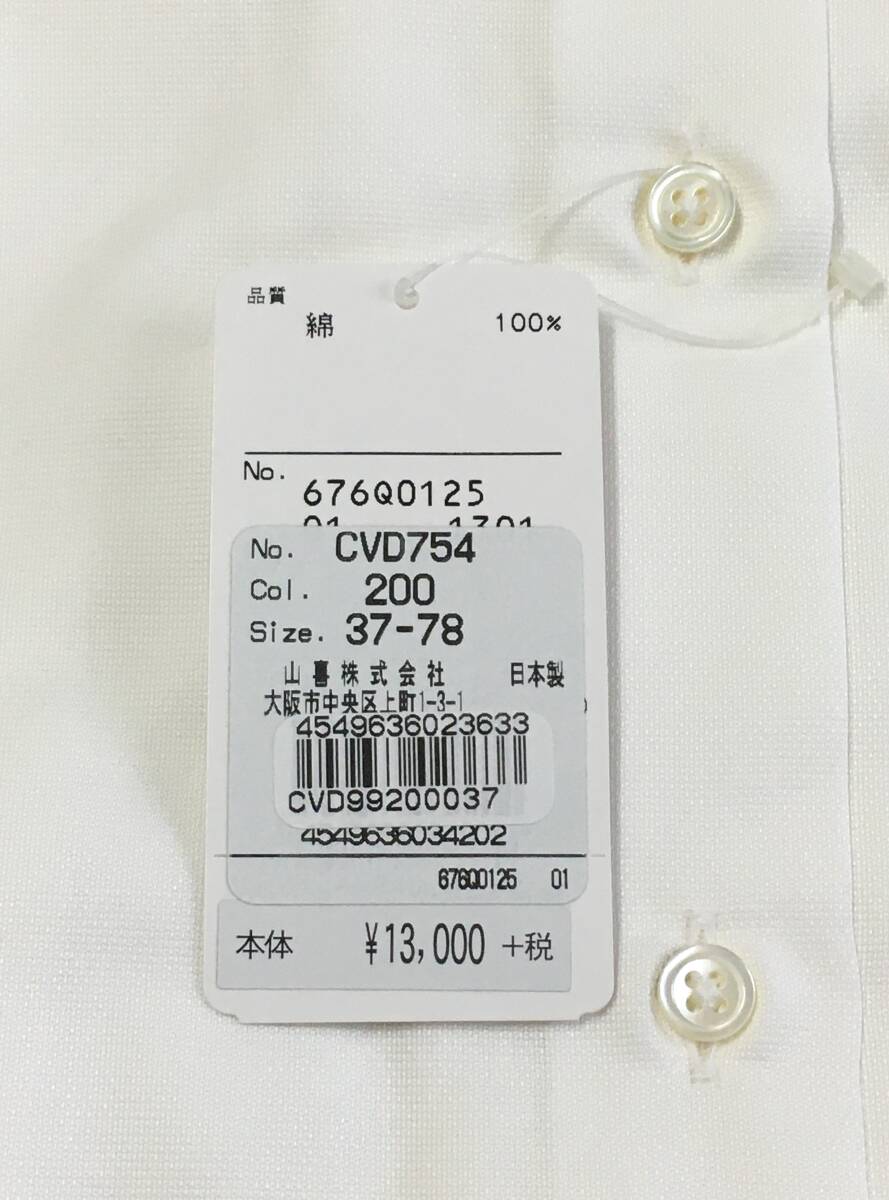 品質
綿 100%
No.
676Q0125
01 1301
No. CVD754
Col. 200
Size. 37-78
山喜株式会社 日本製
大阪市中央区上町1-3-1
4549636023633
CVD99200037
4549636034202
676Q0125 01
本体 ¥13,000 +税